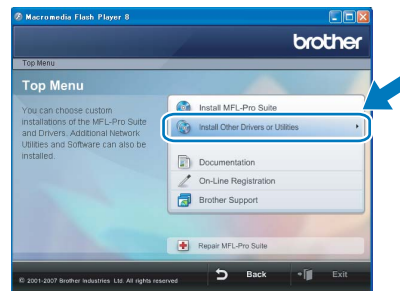 Macromedia Flash Player 8
brother
Top Menu
Top Menu
You can choose custom
installations of the MFL-Pro Suite
and Drivers. Additional Network
Utilities and Software can also be
installed.
Install MFL-Pro Suite
Install Other Drivers or Utilities
Documentation
On-Line Registration
Brother Support
Repair MFL-Pro Suite
© 2001-2007 Brother Industries Ltd. All rights reserved
Back
Exit